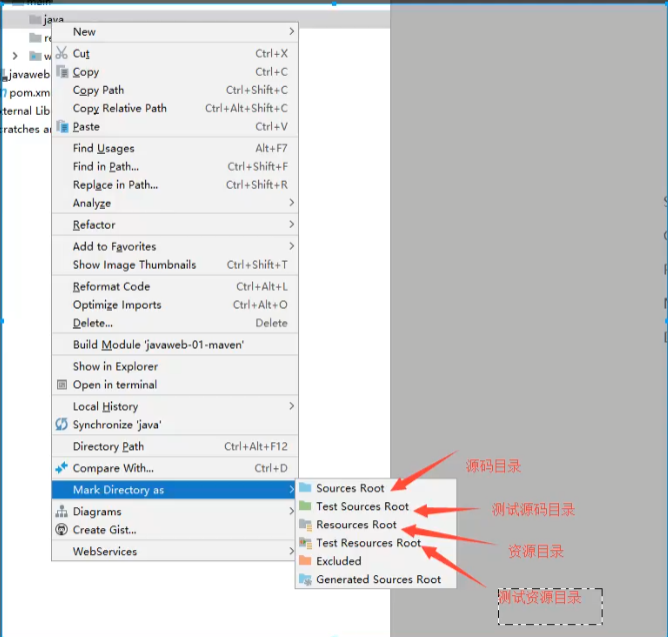 main
java
re
w
javaweb
pom.xm
ternal Lib
cratches a
New
Cut Ctrl+X
Copy Ctrl+C
Copy Path Ctrl+Shift+C
Copy Relative Path Ctrl+Alt+Shift+C
Paste Ctrl+V
Find Usages Alt+F7
Find in Path... Ctrl+Shift+F
Replace in Path... Ctrl+Shift+R
Analyze
Refactor
Add to Favorites
Show Image Thumbnails Ctrl+Shift+T
Reformat Code Ctrl+Alt+L
Optimize Imports Ctrl+Alt+O
Delete... Delete
Build Module 'javaweb-01-maven'
Show in Explorer
Open in terminal
Local History
Synchronize 'java'
Directory Path Ctrl+Alt+F12
Compare With... Ctrl+D
Mark Directory as
Diagrams
Create Gist...
WebServices
Sources Root
Test Sources Root
Resources Root
Test Resources Root
Excluded
Generated Sources Root
源码目录
测试源码目录
资源目录
测试资源目录